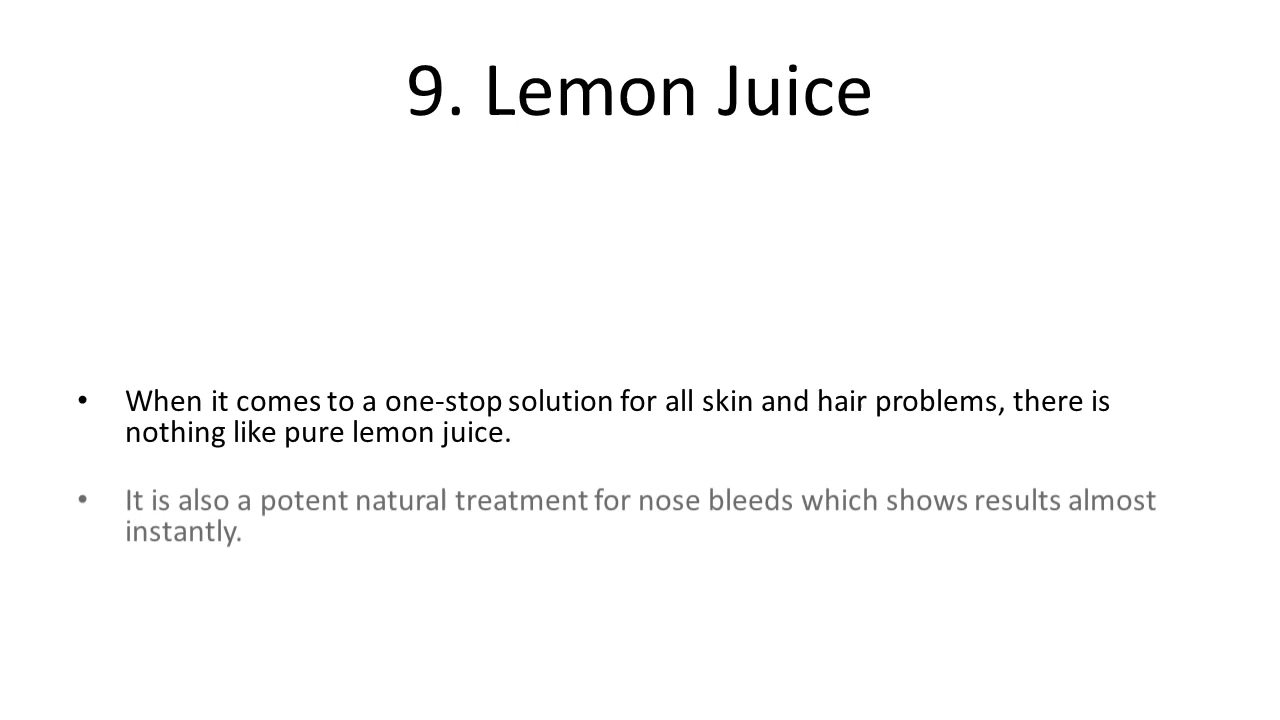 9. Lemon Juice
• When it comes to a one-stop solution for all skin and hair problems, there is
nothing like pure lemon juice.
• It is also a potent natural treatment for nose bleeds which shows results almost
instantly.